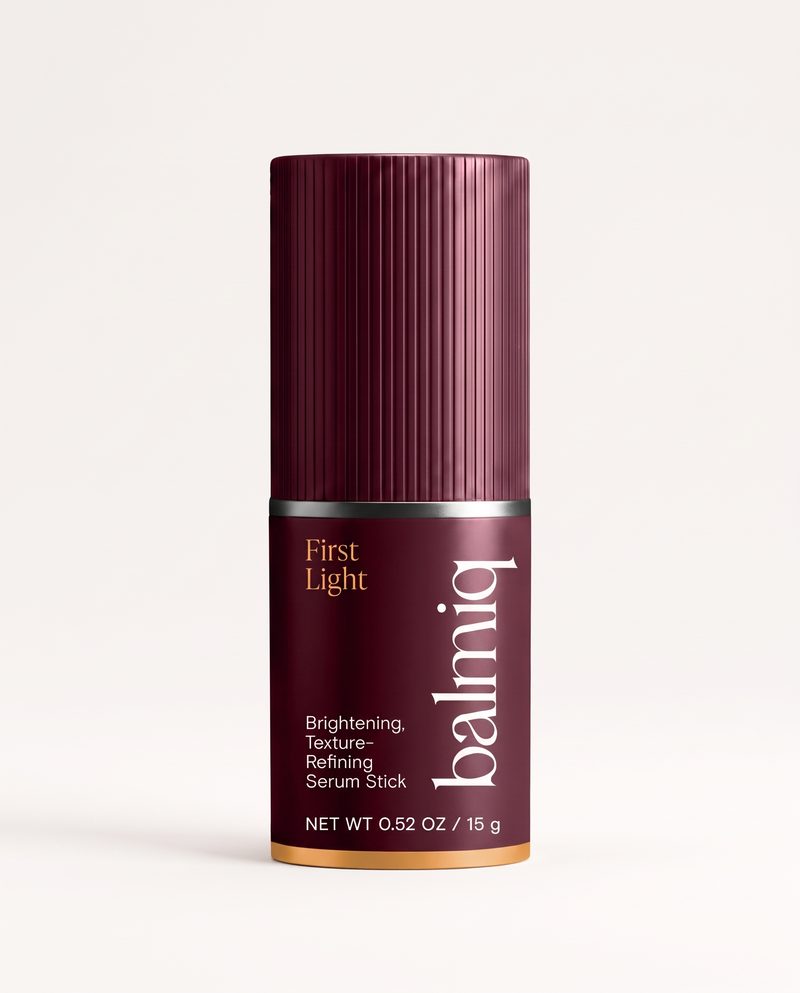 First
Light
balmiq
Brightening,
Texture-
Refining
Serum Stick
NET WT 0.52 OZ / 15 g